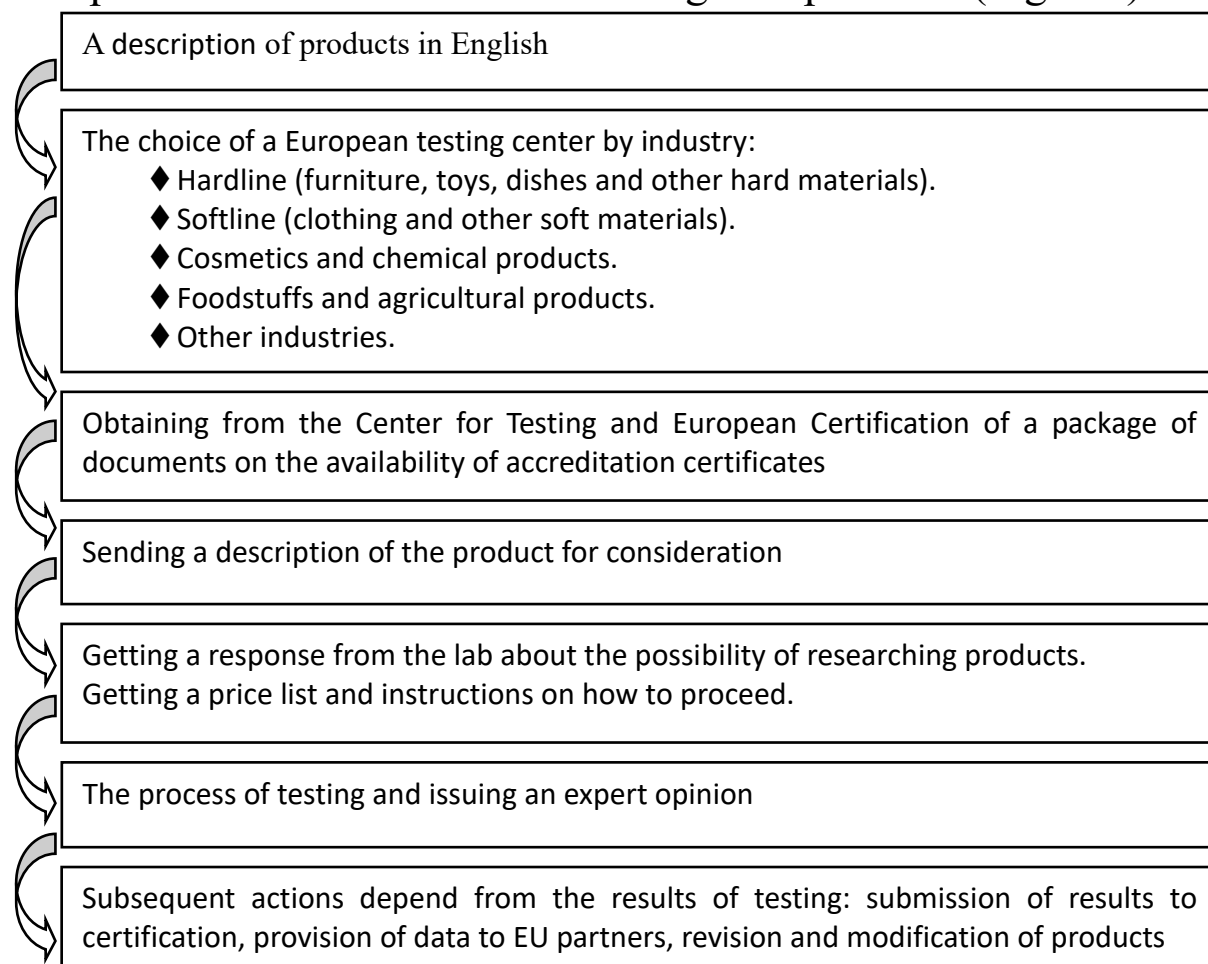 A description of products in English
The choice of a European testing center by industry:
♦ Hardline (furniture, toys, dishes and other hard materials).
♦ Softline (clothing and other soft materials).
♦ Cosmetics and chemical products.
♦ Foodstuffs and agricultural products.
♦ Other industries.
Obtaining from the Center for Testing and European Certification of a package of
documents on the availability of accreditation certificates
Sending a description of the product for consideration
Getting a response from the lab about the possibility of researching products.
Getting a price list and instructions on how to proceed.
The process of testing and issuing an expert opinion
Subsequent actions depend from the results of testing: submission of results to
certification, provision of data to EU partners, revision and modification of products